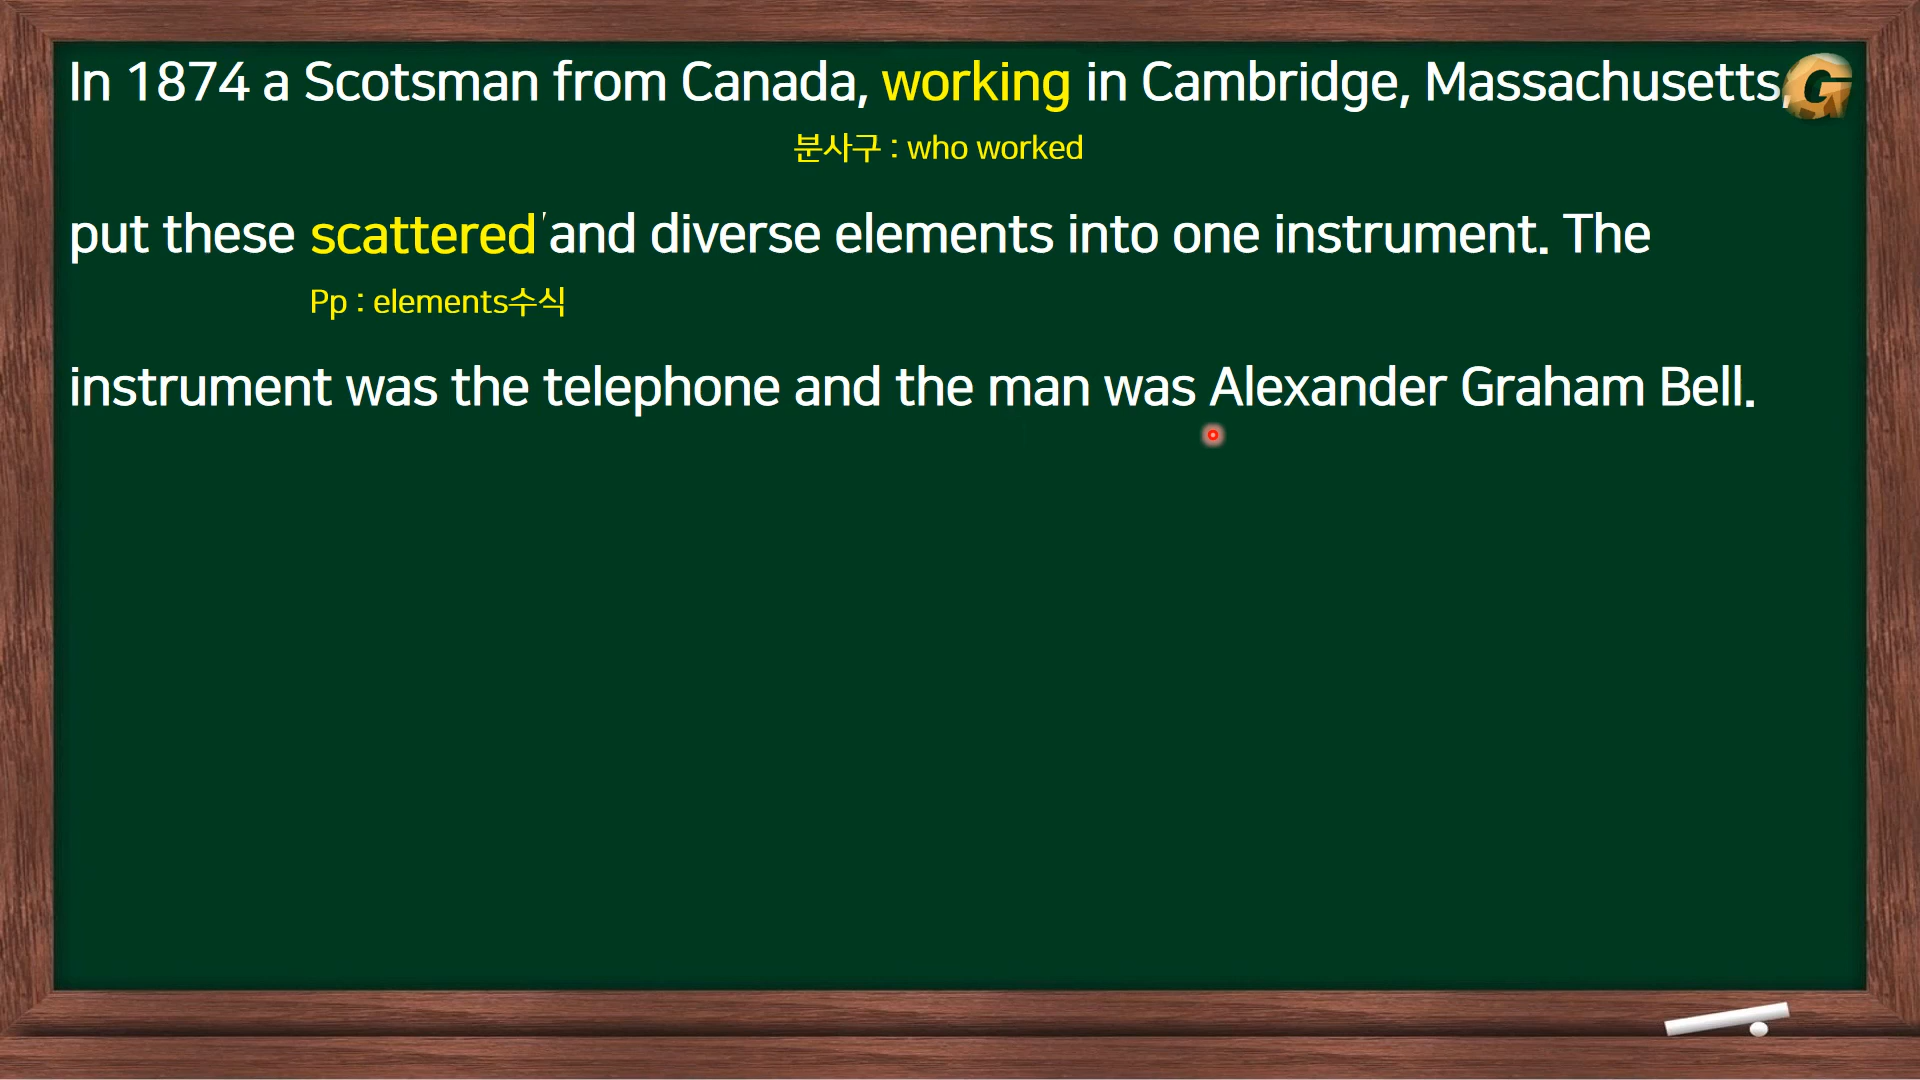 In 1874 a Scotsman from Canada, working in Cambridge, Massachusetts,
G
분사구 : who worked
put these scattered and diverse elements into one instrument. The
Pp : elements수식
instrument was the telephone and the man was Alexander Graham Bell.